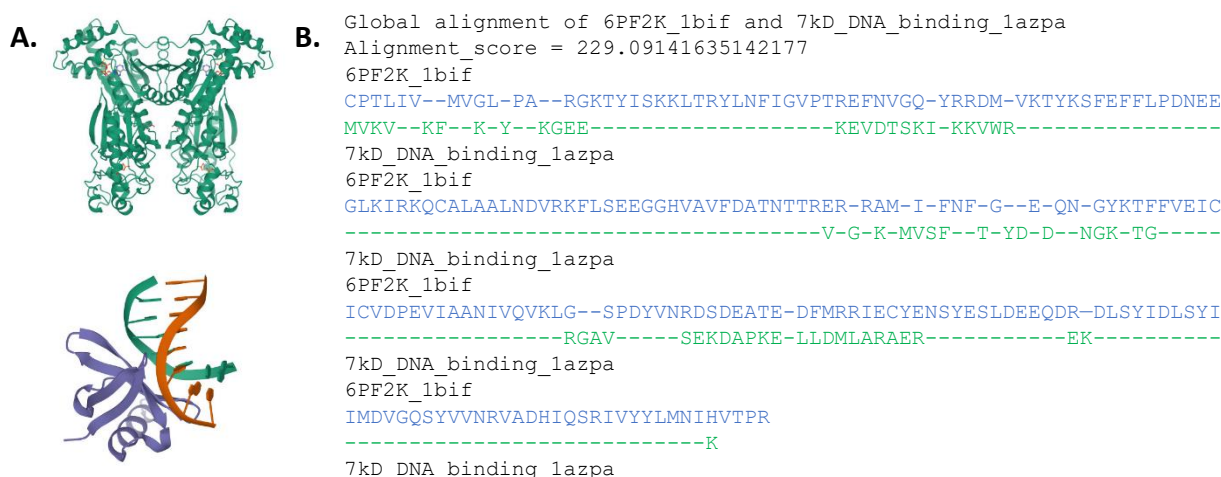 A.
B.
Global alignment of 6PF2K_1bif and 7kD_DNA_binding_1azpa
Alignment_score = 229.09141635142177
6PF2K_1bif
CPTLIV--MVGL-PA--RGKTYISKKLTRYLNFIGVPTREFNVGQ-YRRDM-VKTYKSFEFFLPDNEE
MVKV--KF--K-Y--KGEE-----------------KEVDTSKI-KKVWR----------------
7kD_DNA_binding_1azpa
6PF2K_1bif
GLKIRKQCALAALNDVRKFLSEEGGHVAVFDATNTTRER-RAM-I-FNF-G--E-QN-GYKTFFVEIC
-----------------------------------V-G-K-MVSF--T-YD-D--NGK-TG-----
7kD_DNA_binding_1azpa
6PF2K_1bif
ICVDPEVIAANIVQVKLG--SPDYVNRDSDEATE-DFMRRIECYENSYESLDEEQDR—DLSYIDLSYI
----------------RGAV-----SEKDAPKE-LLDMLARAER-----------EK----------
7kD_DNA_binding_1azpa
6PF2K_1bif
IMDVGQSYVVNRVADHIQSRIVYYLMNIHVTPR
---------------------------K
7kD_DNA_binding_1azpa